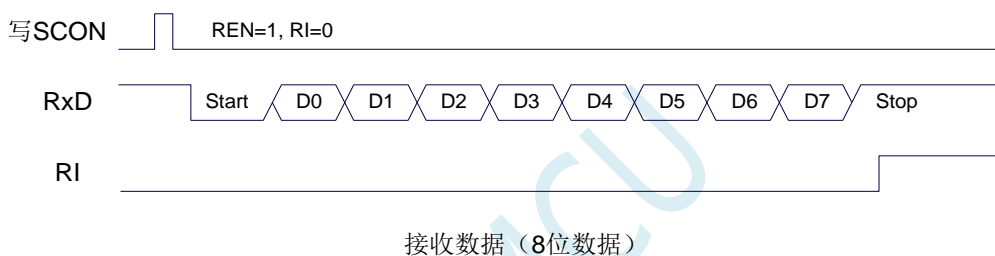 写SCON REN=1, RI=0
RxD Start D0 D1 D2 D3 D4 D5 D6 D7 Stop
RI
接收数据（8位数据）
MCU